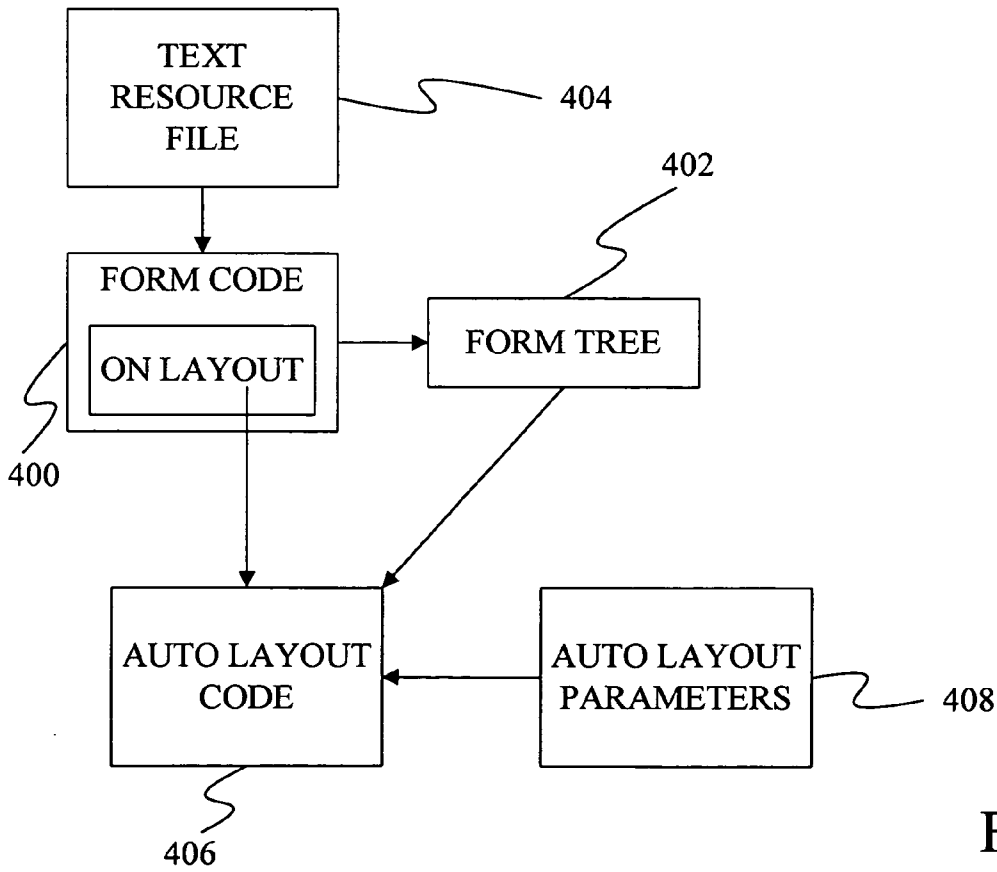 TEXT
RESOURCE
FILE
404
402
FORM CODE
ON LAYOUT
FORM TREE
400
AUTO LAYOUT
CODE
AUTO LAYOUT
PARAMETERS
408
406